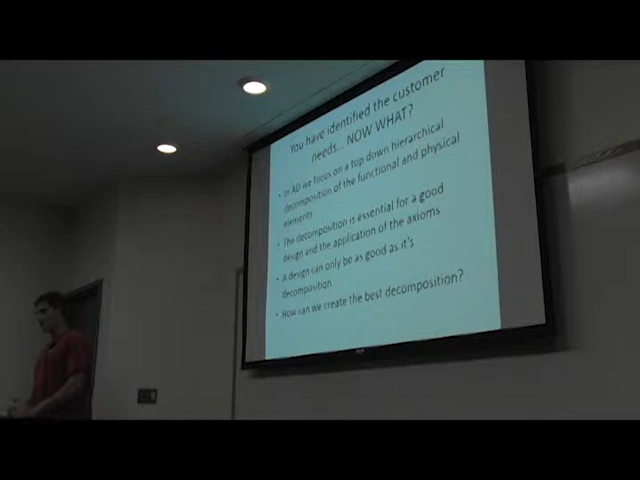 You have identified the customer
needs... NOW WHAT?
• In AD we focus on a top down hierarchical
decomposition of the functional and physical
elements
• The decomposition is essential for a good
design and the application of the axioms
• A design can only be as good as it's
decomposition
• How can we create the best decomposition?